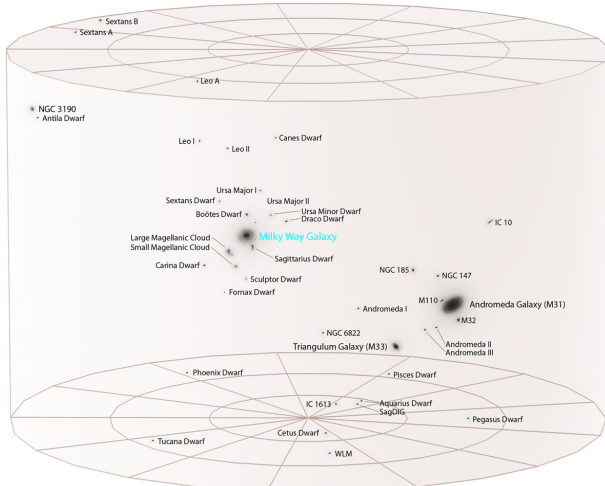 Sextans B
Sextans A
Leo A
NGC 3190
Antila Dwarf
Canes Dwarf
Leo I
Leo II
Ursa Major I
Ursa Major II
Sextans Dwarf
Ursa Minor Dwarf
Boötes Dwarf
Draco Dwarf
IC 10
Milky Way Galaxy
Large Magellanic Cloud
Small Magellanic Cloud
Sagittarius Dwarf
Carina Dwarf
NGC 185
NGC 147
Sculptor Dwarf
Fornax Dwarf
M110
Andromeda Galaxy (M31)
Andromeda I
M32
NGC 6822
Andromeda II
Triangulum Galaxy (M33)
Andromeda III
Phoenix Dwarf
Pisces Dwarf
IC 1613
Aquarius Dwarf
SagDIG
Pegasus Dwarf
Cetus Dwarf
Tucana Dwarf
WLM